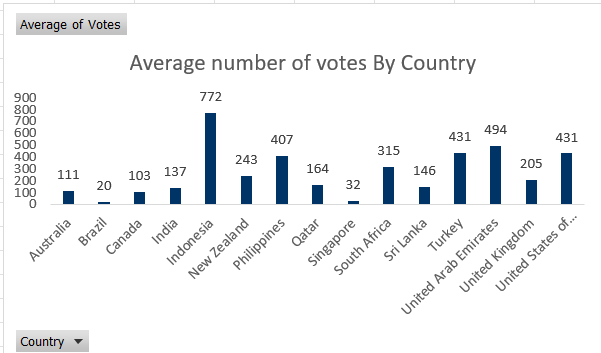 Average of Votes
Average number of votes By Country
900
800
700
600
500
400
300
200
100
0
111
20
103
137
772
243
407
164
32
315
146
431
494
205
431
Australia
Brazil
Canada
India
Indonesia
New Zealand
Philippines
Qatar
Singapore
South Africa
Sri Lanka
Turkey
United Arab Emirates
United Kingdom
United States of...
Country